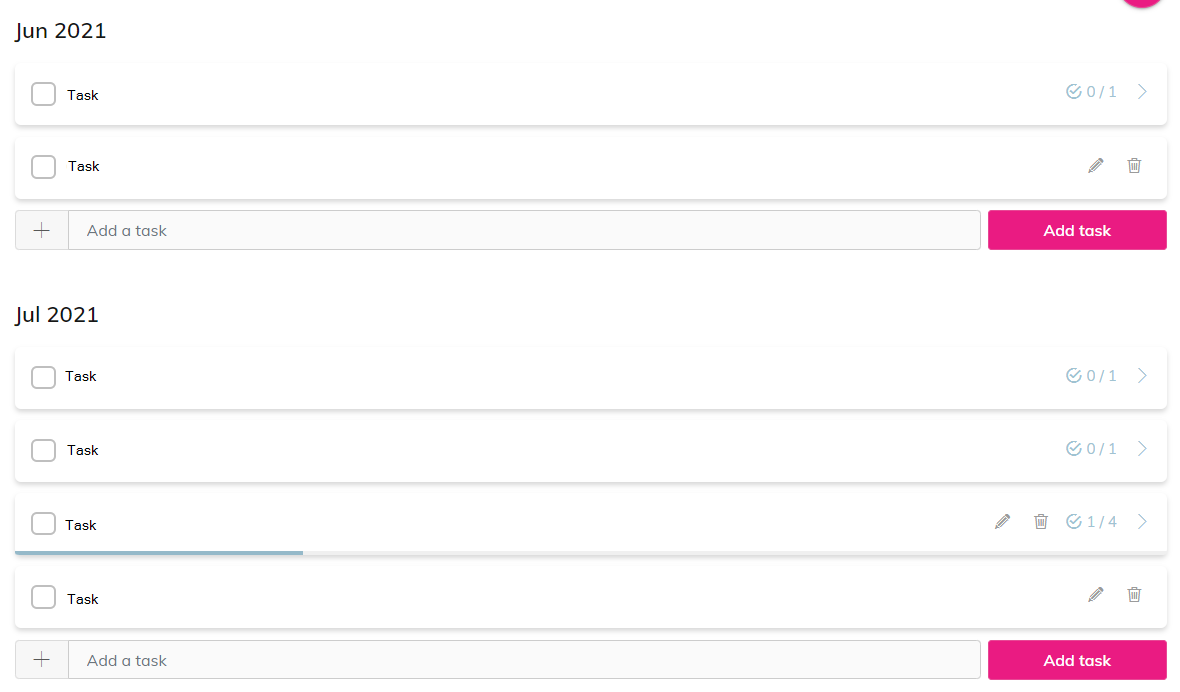 Jun 2021
Task 0 / 1
Task
Add a task Add task
Jul 2021
Task 0 / 1
Task 0 / 1
Task 1 / 4
Task
Add a task Add task